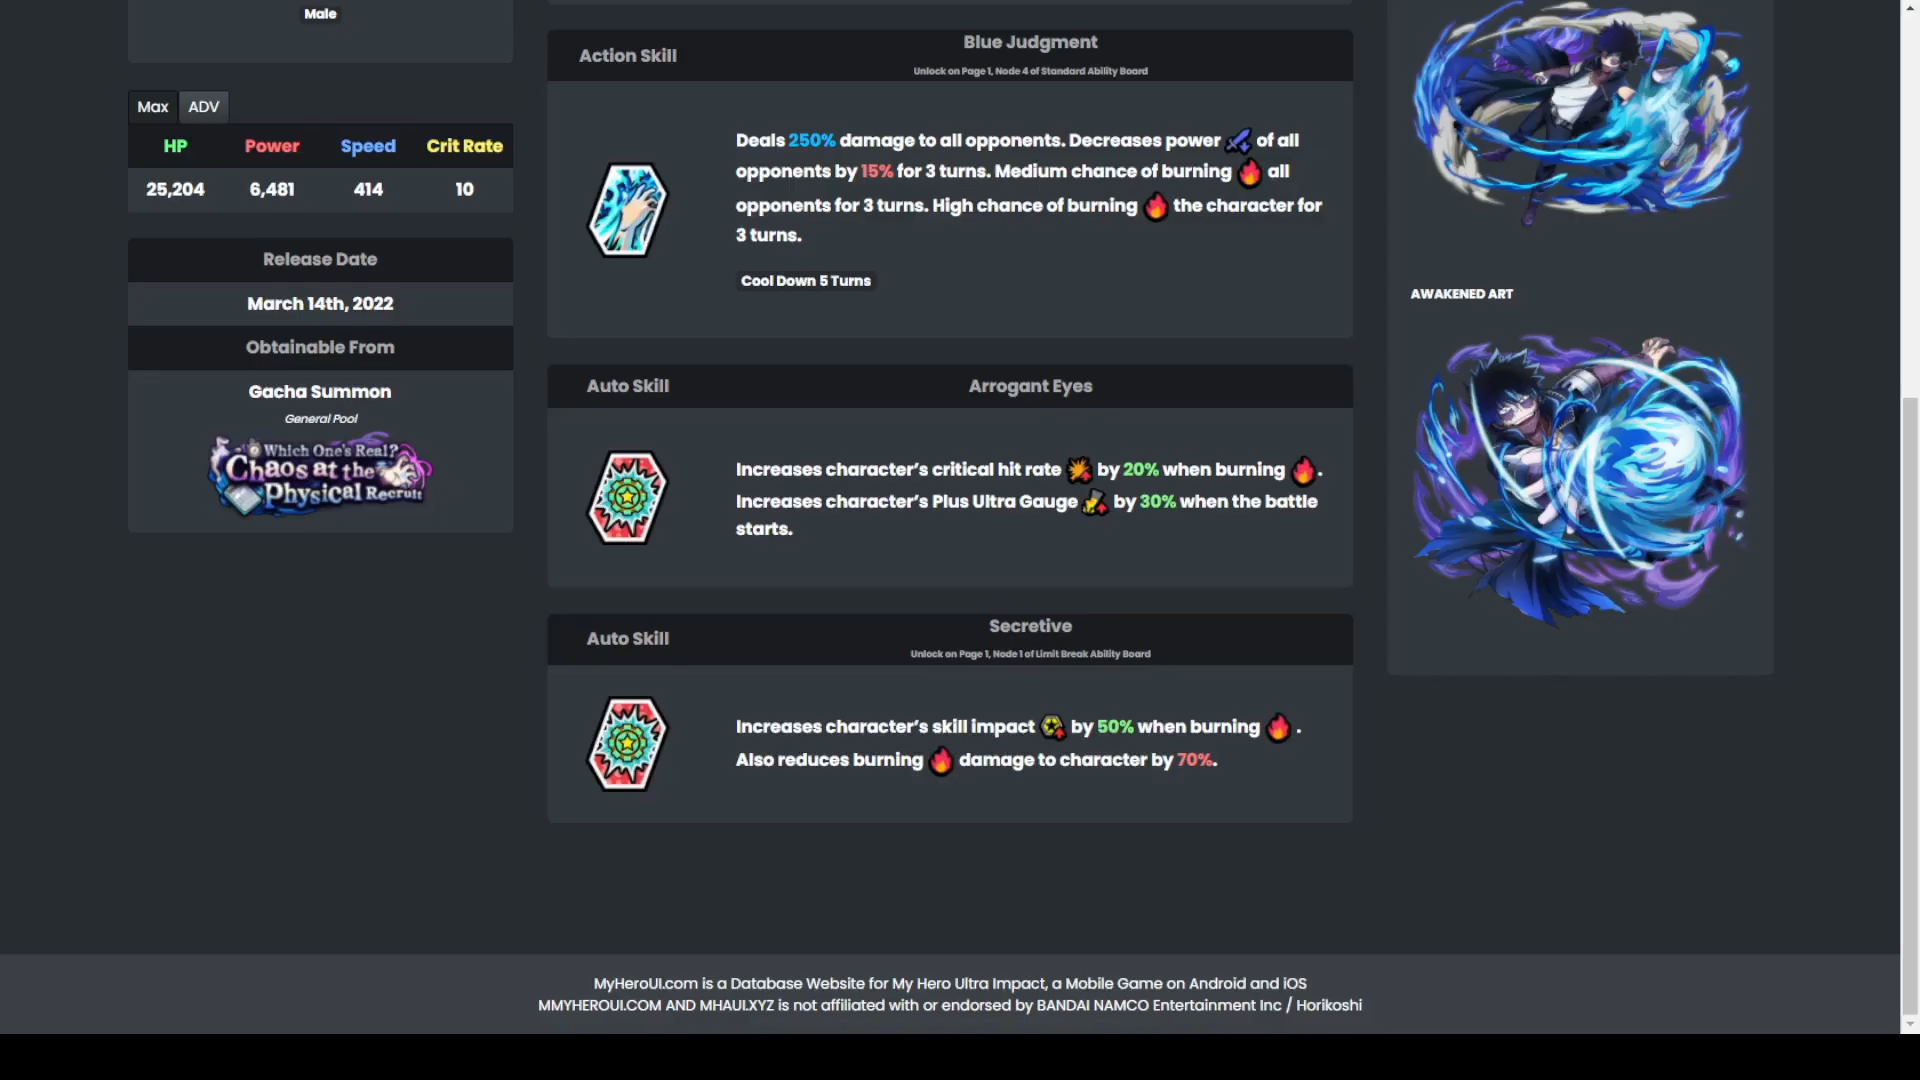 Male
Max ADV
HP Power Speed Crit Rate
25,204 6,481 414 10
Release Date
March 14th, 2022
Obtainable From
Gacha Summon
General Pool
Which One's Real?
Chaos at the
Physical Recruit
Action Skill
Blue Judgment
Unlock on Page 1, Node 4 of Standard Ability Board
Deals 250% damage to all opponents. Decreases power of all
opponents by 15% for 3 turns. Medium chance of burning all
opponents for 3 turns. High chance of burning the character for
3 turns.
Cool Down 5 Turns
Auto Skill
Arrogant Eyes
Increases character's critical hit rate by 20% when burning .
Increases character's Plus Ultra Gauge by 30% when the battle
starts.
Auto Skill
Secretive
Unlock on Page 1, Node 1 of Limit Break Ability Board
Increases character's skill impact by 50% when burning .
Also reduces burning damage to character by 70%.
AWAKENED ART
MyHeroUI.com is a Database Website for My Hero Ultra Impact, a Mobile Game on Android and iOS
MMYHEROUI.COM AND MHAUI.XYZ is not affiliated with or endorsed by BANDAI NAMCO Entertainment Inc / Horikoshi